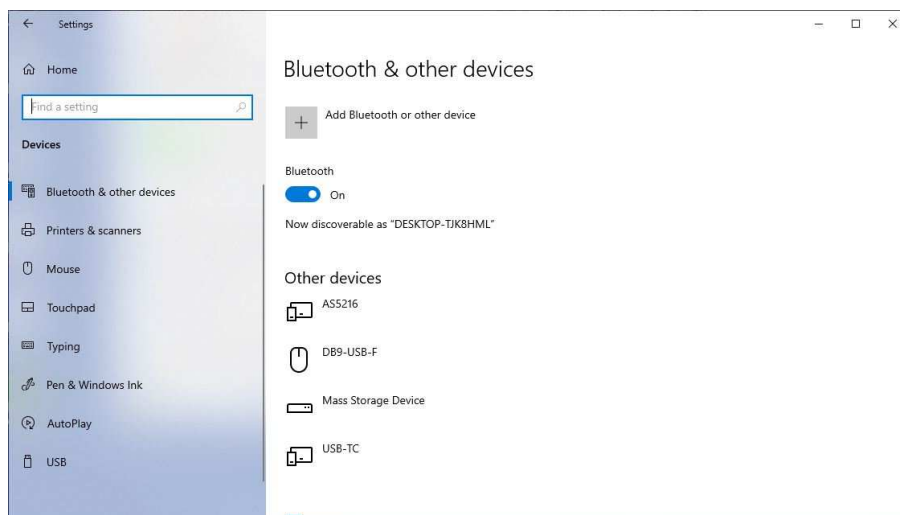 Settings
Home
Find a setting
Devices
Bluetooth & other devices
Printers & scanners
Mouse
Touchpad
Typing
Pen & Windows Ink
AutoPlay
USB
Bluetooth & other devices
Add Bluetooth or other device
Bluetooth
On
Now discoverable as “DESKTOP-TJK8HML”
Other devices
AS5216
DB9-USB-F
Mass Storage Device
USB-TC